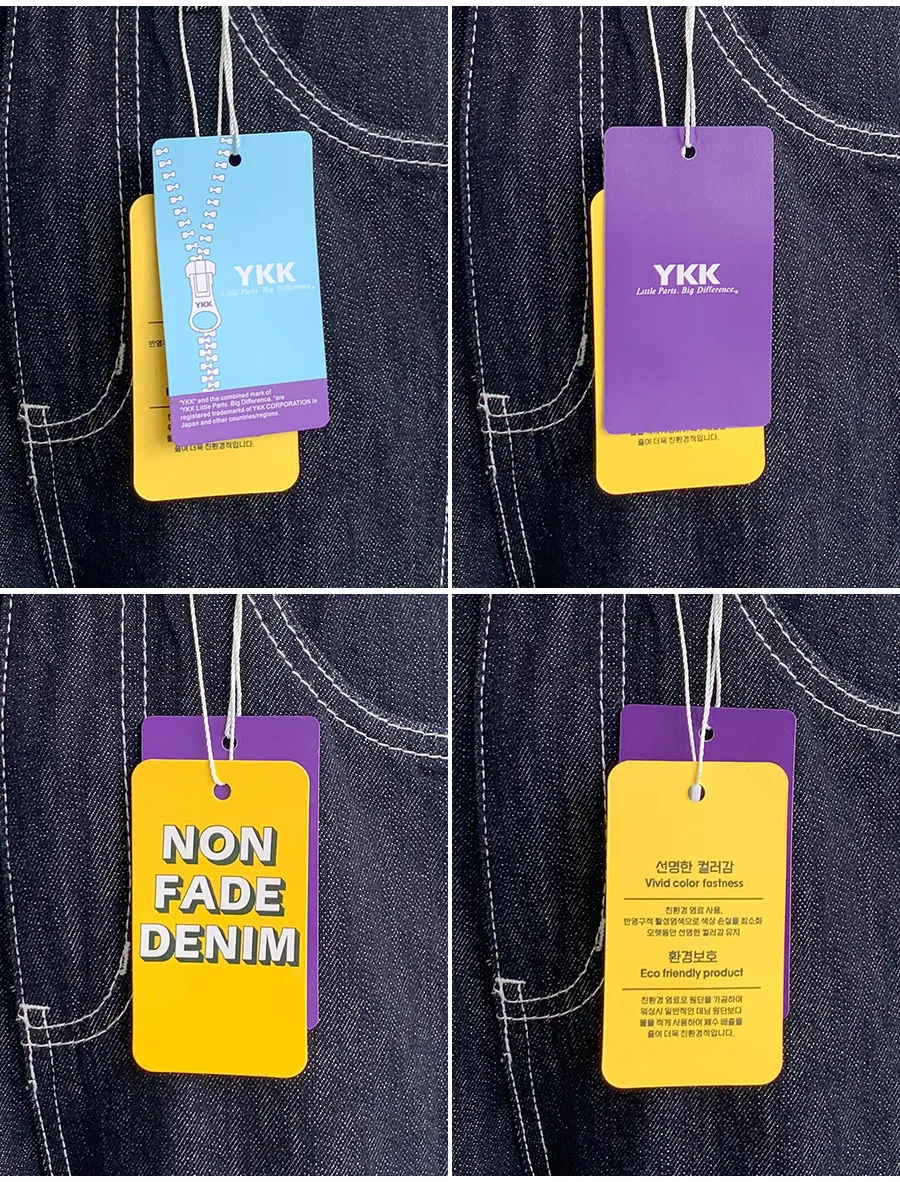 YKK
Little Parts. Big Difference.
YKK
"YKK" and the combined mark of
"YKK Little Parts. Big Difference. "are
registered trademarks of YKK CORPORATION in
Japan and other countries/regions.
반영구
줄여 더욱 친환경적입니다.
YKK
Little Parts. Big Difference.
줄여 더욱 친환경적입니다.
NON
FADE
DENIM
선명한 컬러감
Vivid color fastness
친환경 염료 사용,
반영구적 활성염색으로 색상 손실을 최소화
오랫동안 선명한 컬러감 유지
환경보호
Eco friendly product
친환경 염료로 원단을 가공하여
워싱시 일반적인 데님 원단보다
물을 적게 사용하여 폐수 배출을
줄여 더욱 친환경적입니다.